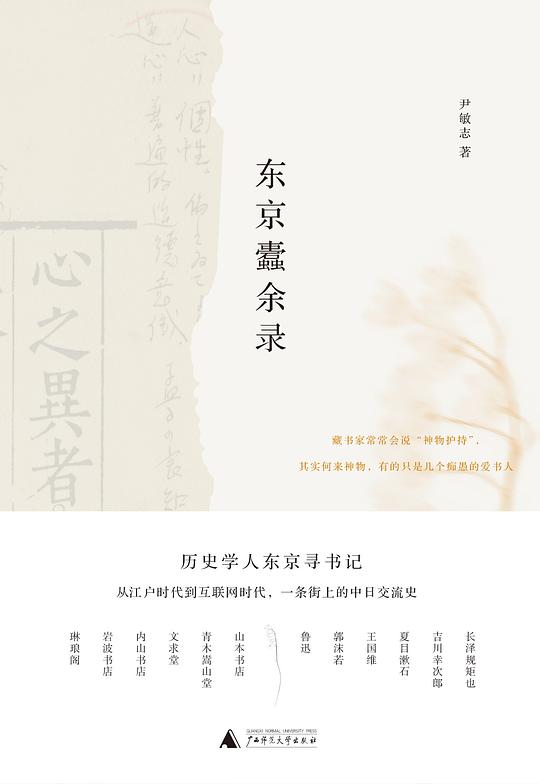 尹敏志 著
东京蠹余录
心之異者
藏书家常常会说“神物护持”，
其实何来神物，有的只是几个痴愚的爱书人
历史学人东京寻书记
从江户时代到互联网时代，一条街上的中日交流史
长泽规矩也
吉川幸次郎
夏目漱石
王国维
郭沫若
鲁迅
山本书店
青木嵩山堂
文求堂
内山书店
岩波书店
琳琅阁
GUANGXI NORMAL UNIVERSITY PRESS
广西师范大学出版社